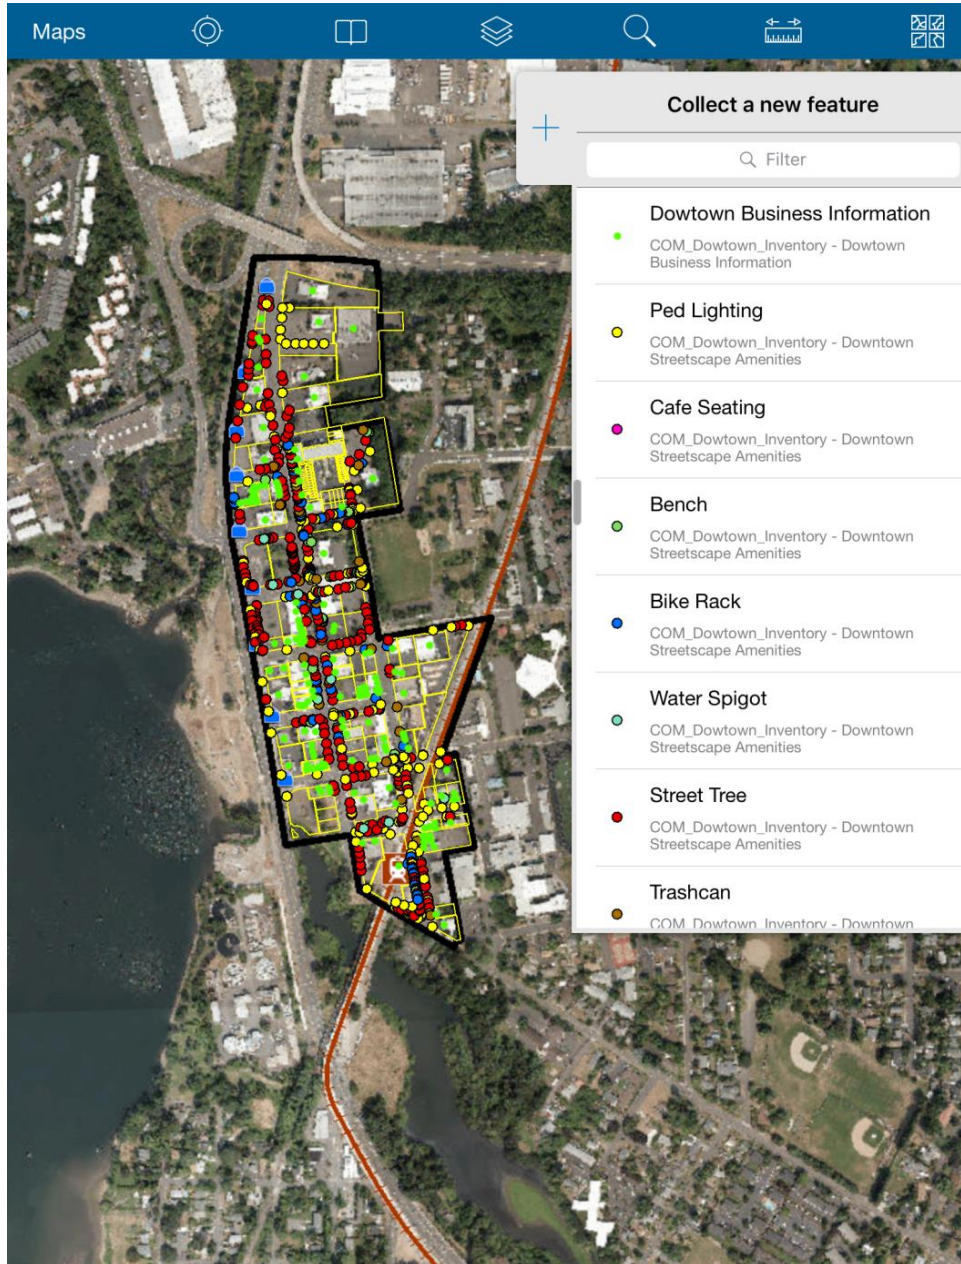 Maps
Collect a new feature
Filter
Dowtown Business Information
COM_Dowtown_Inventory - Dowtown
Business Information
Ped Lighting
COM_Dowtown_Inventory - Downtown
Streetscape Amenities
Cafe Seating
COM_Dowtown_Inventory - Downtown
Streetscape Amenities
Bench
COM_Dowtown_Inventory - Downtown
Streetscape Amenities
Bike Rack
COM_Dowtown_Inventory - Downtown
Streetscape Amenities
Water Spigot
COM_Dowtown_Inventory - Downtown
Streetscape Amenities
Street Tree
COM_Dowtown_Inventory - Downtown
Streetscape Amenities
Trashcan
COM_Dowtown_Inventory - Downtown